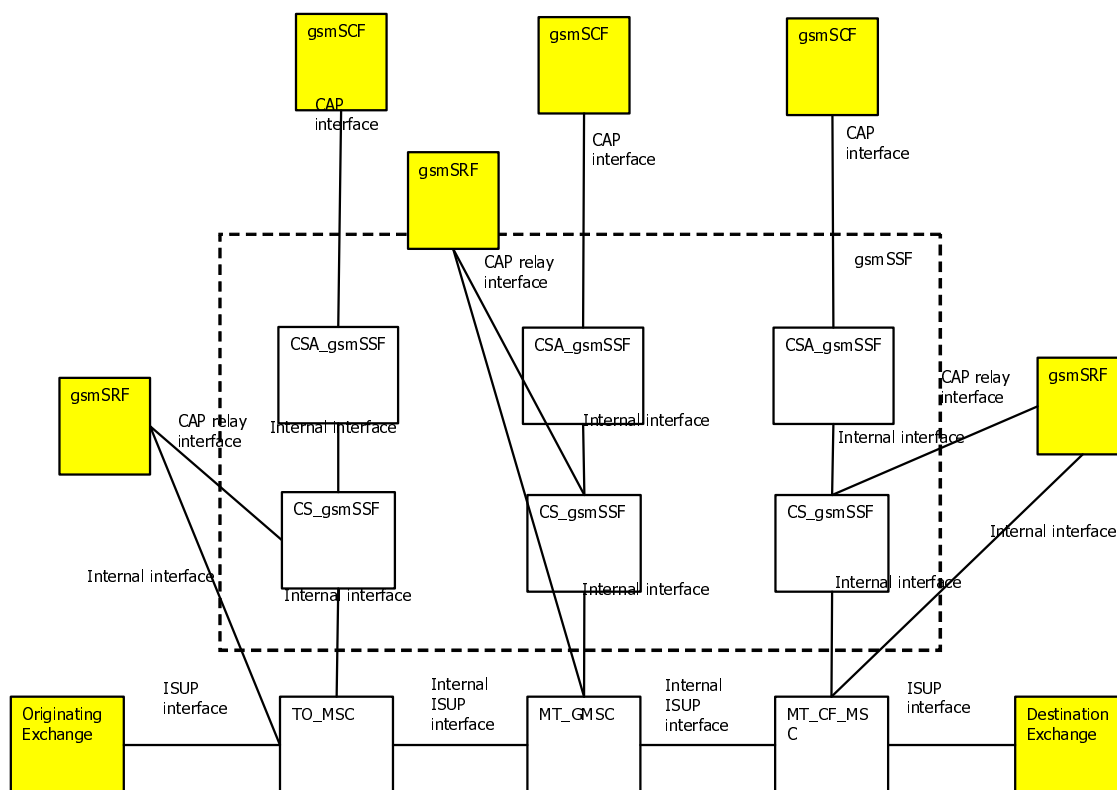 gsmSCF
gsmSCF
gsmSCF
CAP
interface
CAP
interface
CAP
interface
gsmSRF
CAP relay
interface
gsmSSF
CSA_gsmSSF
CSA_gsmSSF
CSA_gsmSSF
gsmSRF
CAP relay
interface
gsmSRF
CAP relay
interface
Internal interface
Internal interface
Internal interface
CS_gsmSSF
CS_gsmSSF
CS_gsmSSF
Internal interface
Internal interface
Internal interface
Internal interface
Internal interface
ISUP
interface
Internal
ISUP
interface
Internal
ISUP
interface
ISUP
interface
Originating
Exchange
TO_MSC
MT_GMSC
MT_CF_MS
C
Destination
Exchange